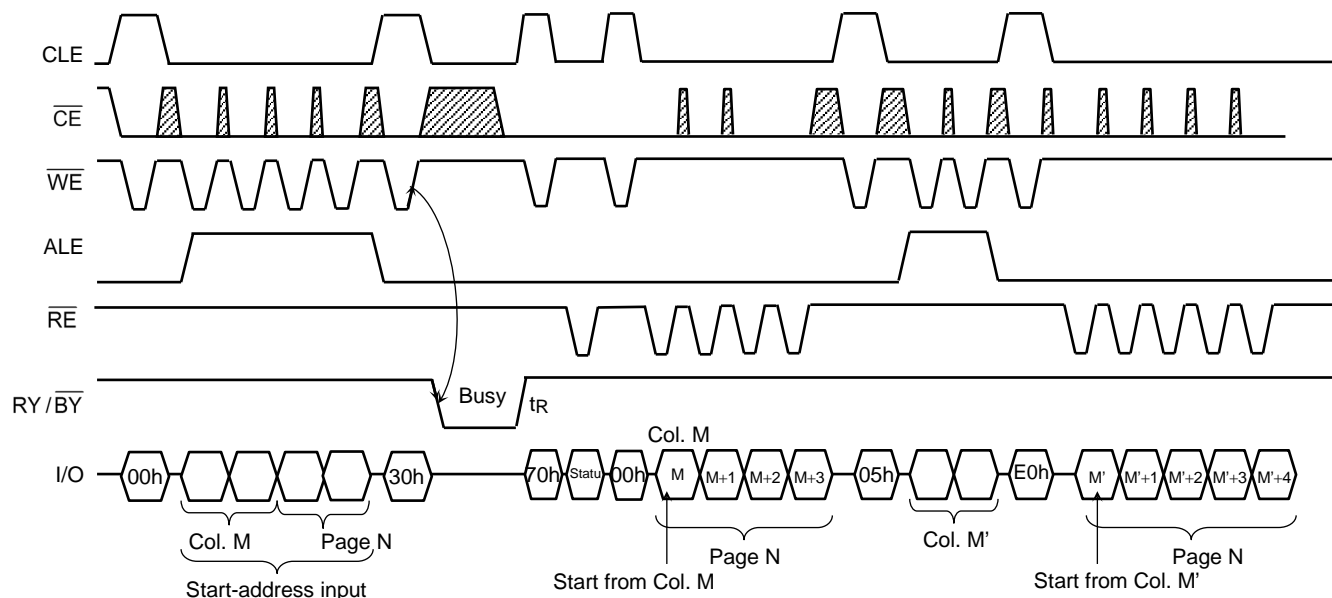 CLE
CE
WE
ALE
RE
RY / BY Busy tR
Col. M
I/O 00h 30h 70h Statu 00h M M+1 M+2 M+3 05h E0h M' M'+1 M'+2 M'+3 M'+4
Col. M Page N Page N Col. M’ Page N
Start-address input Start from Col. M Start from Col. M’